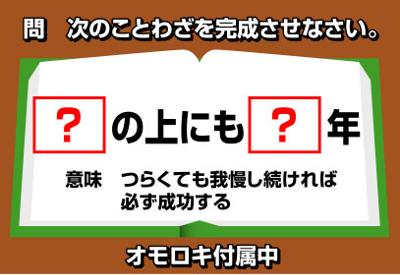 問　次のことわざを完成させなさい。
？の上にも？年
意味　つらくても我慢し続ければ
必ず成功する
オモロキ付属中